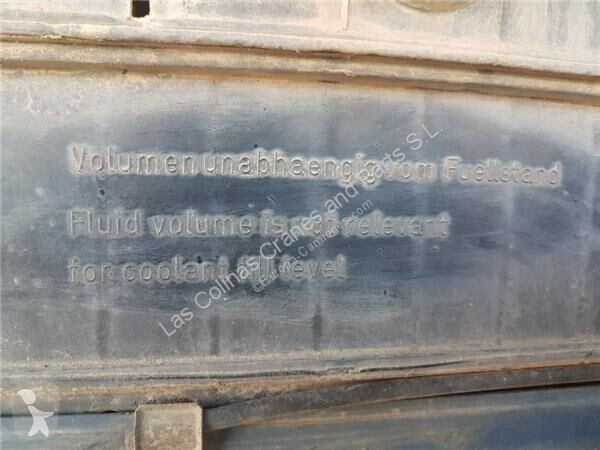 Volumen unabhaengig vom Fuellstand
Fluid volume is not relevant
for coolant fill level
Las Colinas Cranes and Parts S.L.